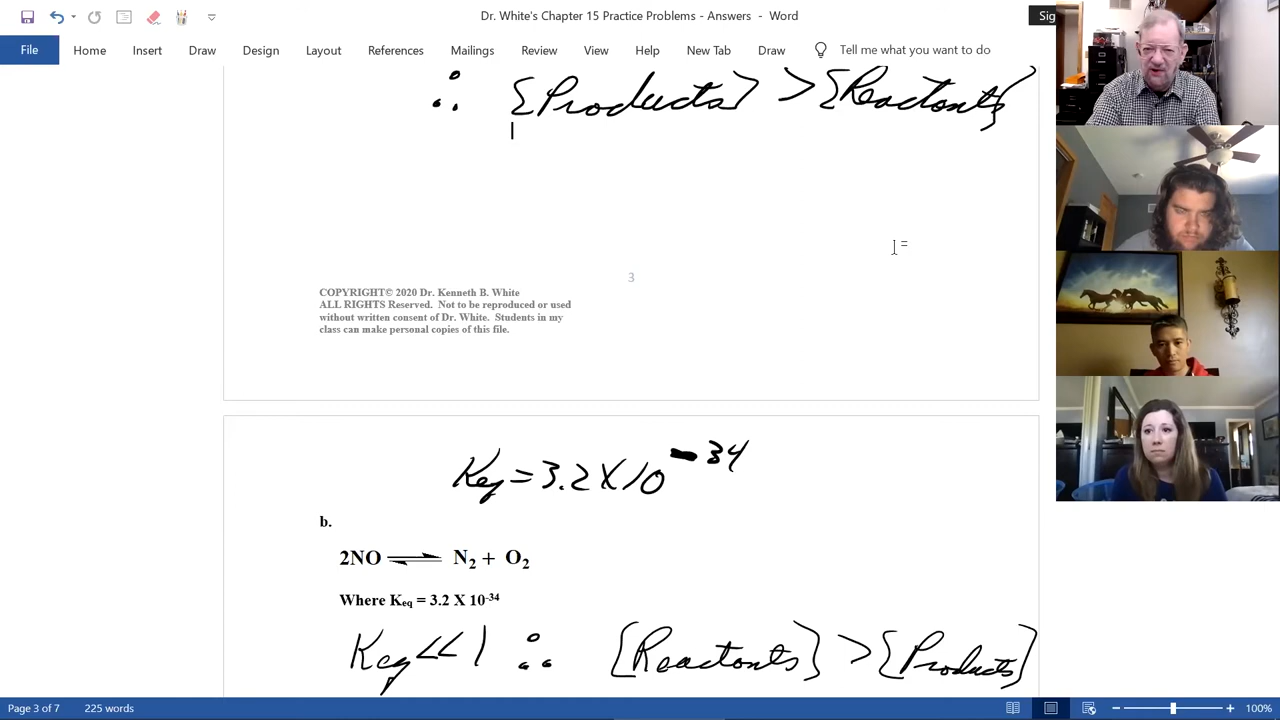 Dr. White's Chapter 15 Practice Problems - Answers - Word
Sig
File Home Insert Draw Design Layout References Mailings Review View Help New Tab Draw Tell me what you want to do
∴ {Products} > {Reactants}
3
COPYRIGHT© 2020 Dr. Kenneth B. White
ALL RIGHTS Reserved. Not to be reproduced or used
without written consent of Dr. White. Students in my
class can make personal copies of this file.
Keq = 3.2 X 10^-34
b.
2NO ⇌ N₂ + O₂
Where Keq = 3.2 X 10^-34
Keq << 1 ∴ [Reactants} > {Products]
Page 3 of 7 225 words 100%